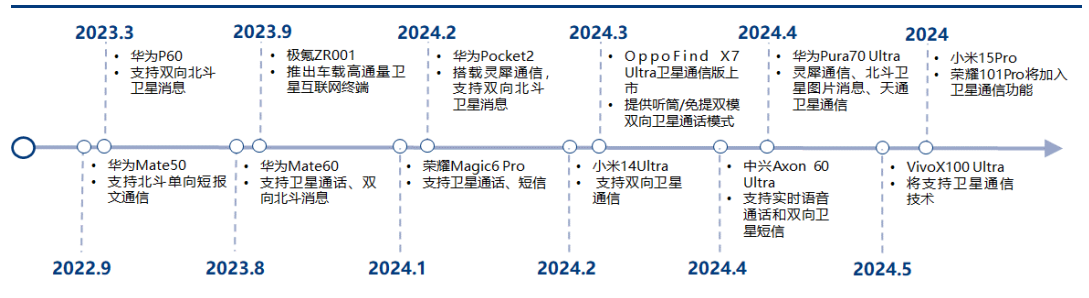 2023.3
2023.9
2024.2
2024.3
2024.4
2024
• 华为P60
• 支持双向北斗
卫星消息
• 极氪ZR001
• 推出车载高通量卫
星互联网终端
• 华为Pocket2
• 搭载灵犀通信，
支持双向北斗
卫星消息
• OppoFind X7
Ultra卫星通信版上
市
• 提供听筒/免提双模
双向卫星通话模式
• 华为Pura70 Ultra
• 灵犀通信、北斗卫
星图片消息、天通
卫星通信
• 小米15Pro
• 荣耀101Pro将加入
卫星通信功能
• 华为Mate50
• 支持北斗单向短报
文通信
• 华为Mate60
• 支持卫星通话、双
向北斗消息
• 荣耀Magic6 Pro
• 支持卫星通话、短信
• 小米14Ultra
• 支持双向卫星
通信
• 中兴Axon 60
Ultra
• 支持实时语音
通话和双向卫
星短信
• VivoX100 Ultra
• 将支持卫星通信
技术
2022.9
2023.8
2024.1
2024.2
2024.4
2024.5